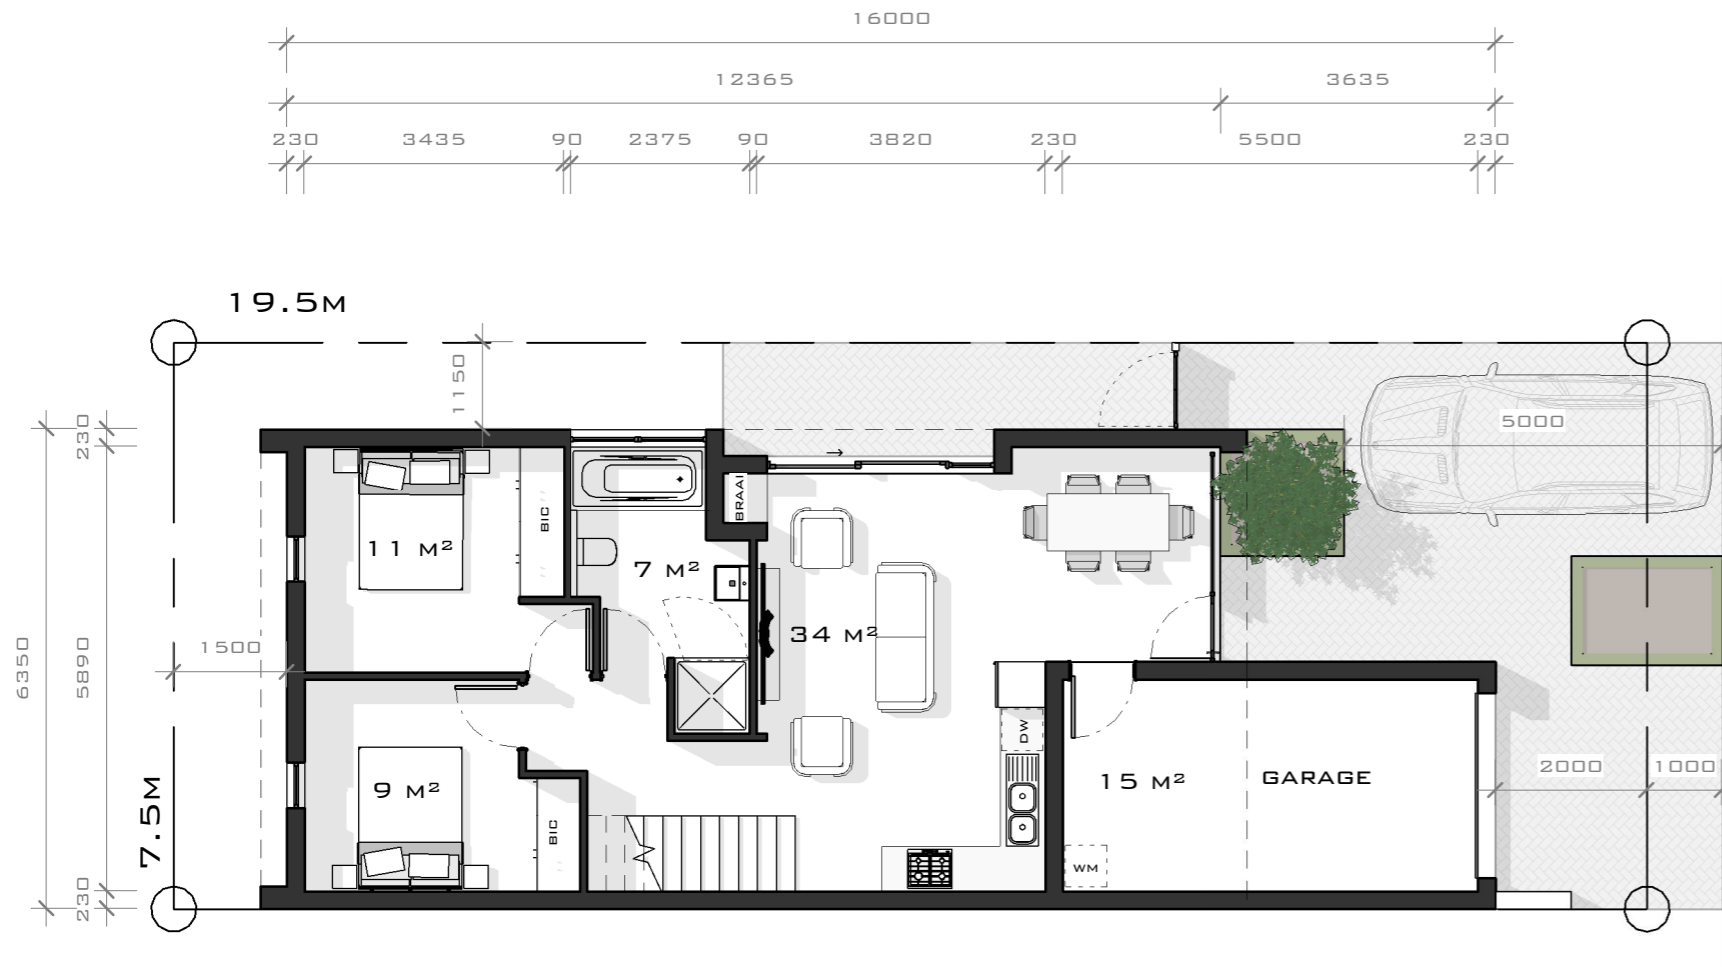 16000
12365 3635
230 3435 90 2375 90 3820 230 5500 230
19.5M
1150
230
5000
BRAAI
BIC
11 M²
7 M²
34 M²
1500
5890
6350
DW
2000 1000
15 M² GARAGE
9 M²
7.5M
BIC
WM
230